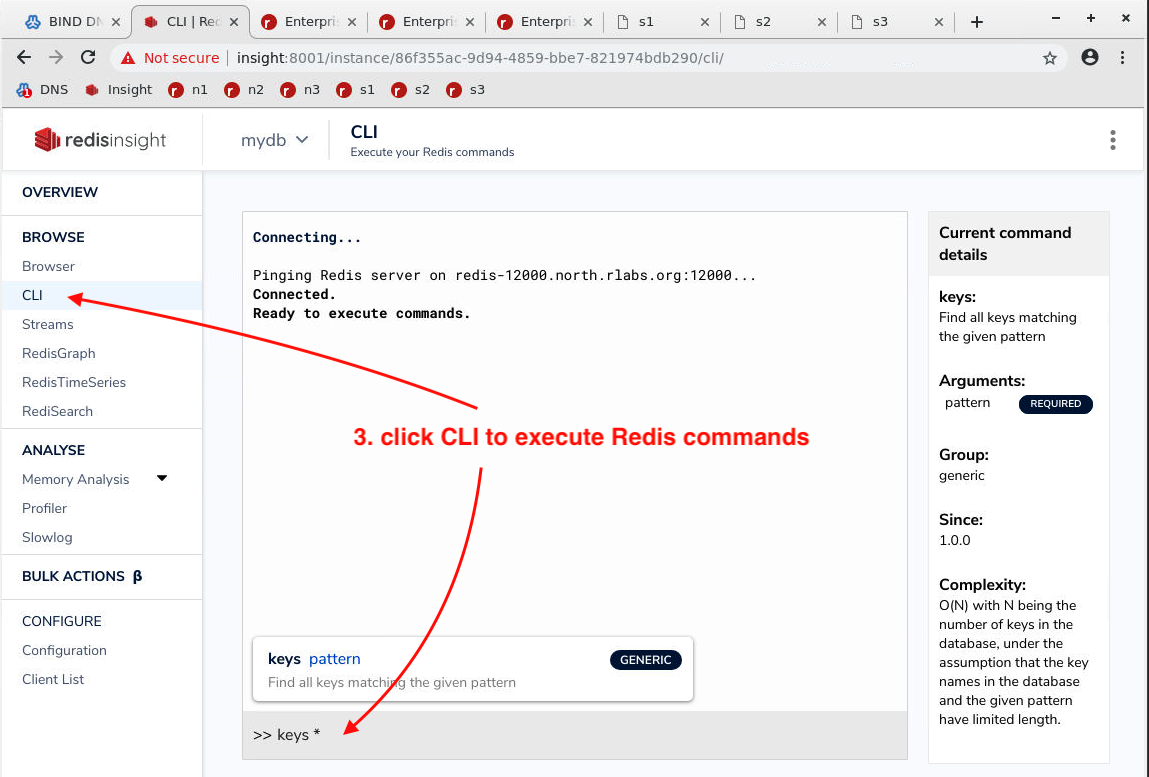 BIND DN
CLI | Red
Enterpris
Enterpris
Enterpris
s1
s2
s3
Not secure
insight:8001/instance/86f355ac-9d94-4859-bbe7-821974bdb290/cli/
1 DNS
Insight
r n1
r n2
r n3
r s1
r s2
r s3
redisinsight
mydb
CLI
Execute your Redis commands
OVERVIEW
BROWSE
Browser
CLI
Streams
RedisGraph
RedisTimeSeries
RediSearch
ANALYSE
Memory Analysis
Profiler
Slowlog
BULK ACTIONS β
CONFIGURE
Configuration
Client List
Connecting...
Pinging Redis server on redis-12000.north.rlabs.org:12000...
Connected.
Ready to execute commands.
3. click CLI to execute Redis commands
keys pattern
GENERIC
Find all keys matching the given pattern
>> keys *
Current command
details
keys:
Find all keys matching
the given pattern
Arguments:
pattern
REQUIRED
Group:
generic
Since:
1.0.0
Complexity:
O(N) with N being the
number of keys in the
database, under the
assumption that the key
names in the database
and the given pattern
have limited length.